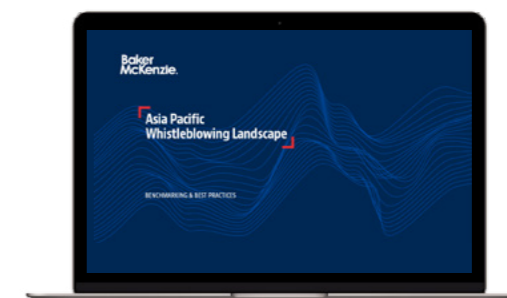 Baker
McKenzie.
Asia Pacific
Whistleblowing Landscape
BENCHMARKING & BEST PRACTICES